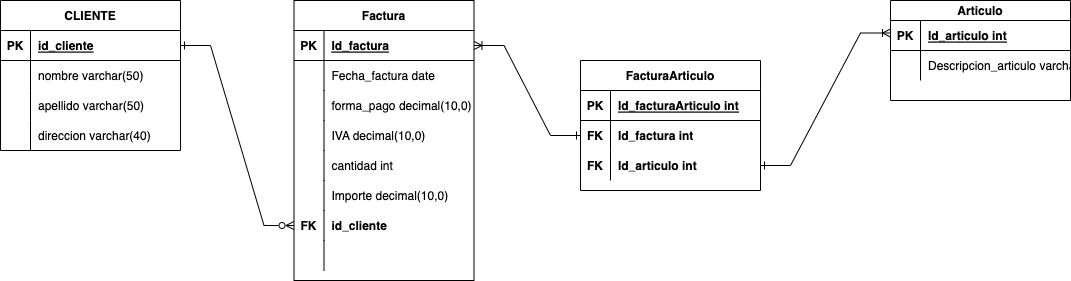 CLIENTE
PK id_cliente
nombre varchar(50)
apellido varchar(50)
direccion varchar(40)
Factura
PK Id_factura
Fecha_factura date
forma_pago decimal(10,0)
IVA decimal(10,0)
cantidad int
Importe decimal(10,0)
FK id_cliente
FacturaArticulo
PK Id_facturaArticulo int
FK Id_factura int
FK Id_articulo int
Articulo
PK Id_articulo int
Descripcion_articulo varcha